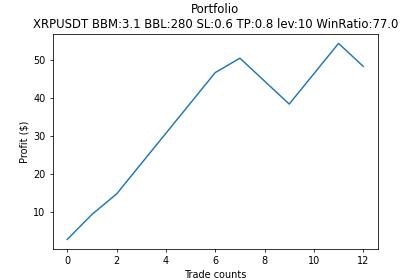 Portfolio
XRPUSDT BBM:3.1 BBL:280 SL:0.6 TP:0.8 lev:10 WinRatio:77.0
Profit ($)
50
40
30
20
10
0 2 4 6 8 10 12
Trade counts